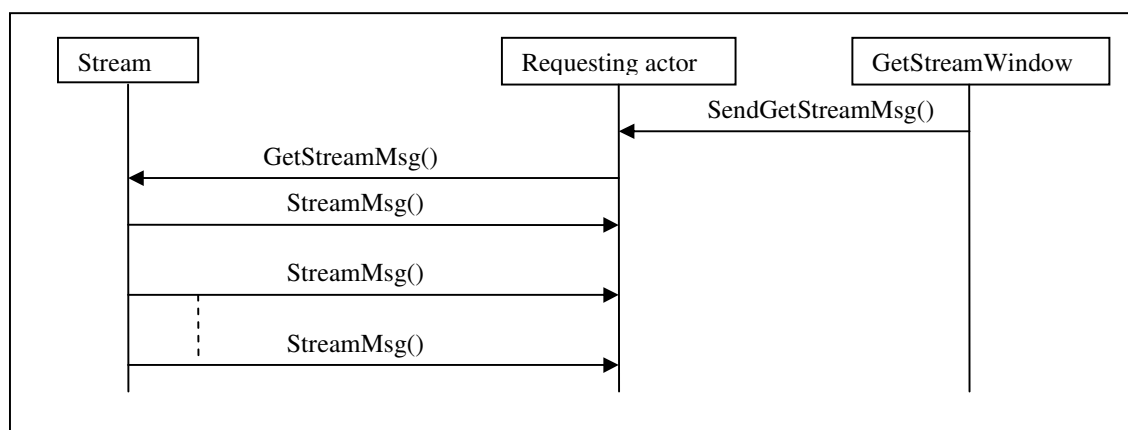 Stream
Requesting actor
GetStreamWindow
SendGetStreamMsg()
GetStreamMsg()
StreamMsg()
StreamMsg()
StreamMsg()